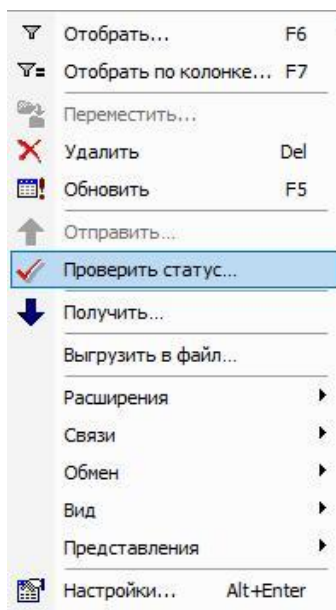 Отобрать... F6
Отобрать по колонке... F7
Переместить...
Удалить Del
Обновить F5
Отправить...
Проверить статус...
Получить...
Выгрузить в файл...
Расширения
Связи
Обмен
Вид
Представления
Настройки... Alt+Enter